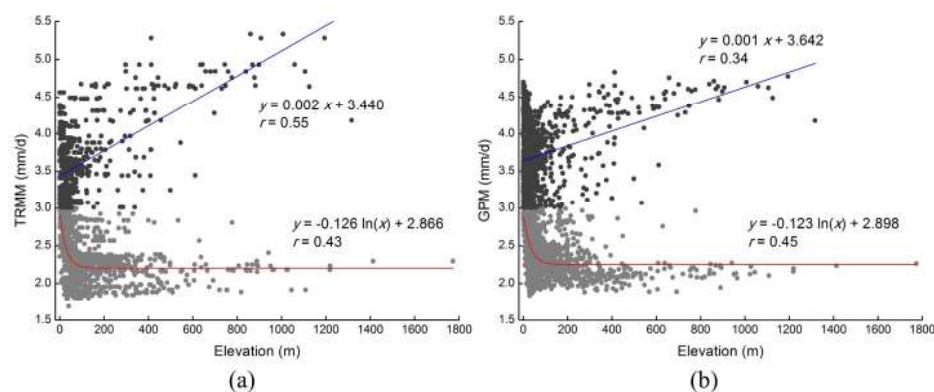 5.5
5.0
4.5
4.0
3.5
3.0
2.5
2.0
1.5
TRMM (mm/d)
y = 0.002 x + 3.440
r = 0.55
y = -0.126 ln(x) + 2.866
r = 0.43
0 200 400 600 800 1000 1200 1400 1600 1800
Elevation (m)
(a)
5.5
5.0
4.5
4.0
3.5
3.0
2.5
2.0
1.5
GPM (mm/d)
y = 0.001 x + 3.642
r = 0.34
y = -0.123 ln(x) + 2.898
r = 0.45
0 200 400 600 800 1000 1200 1400 1600 1800
Elevation (m)
(b)